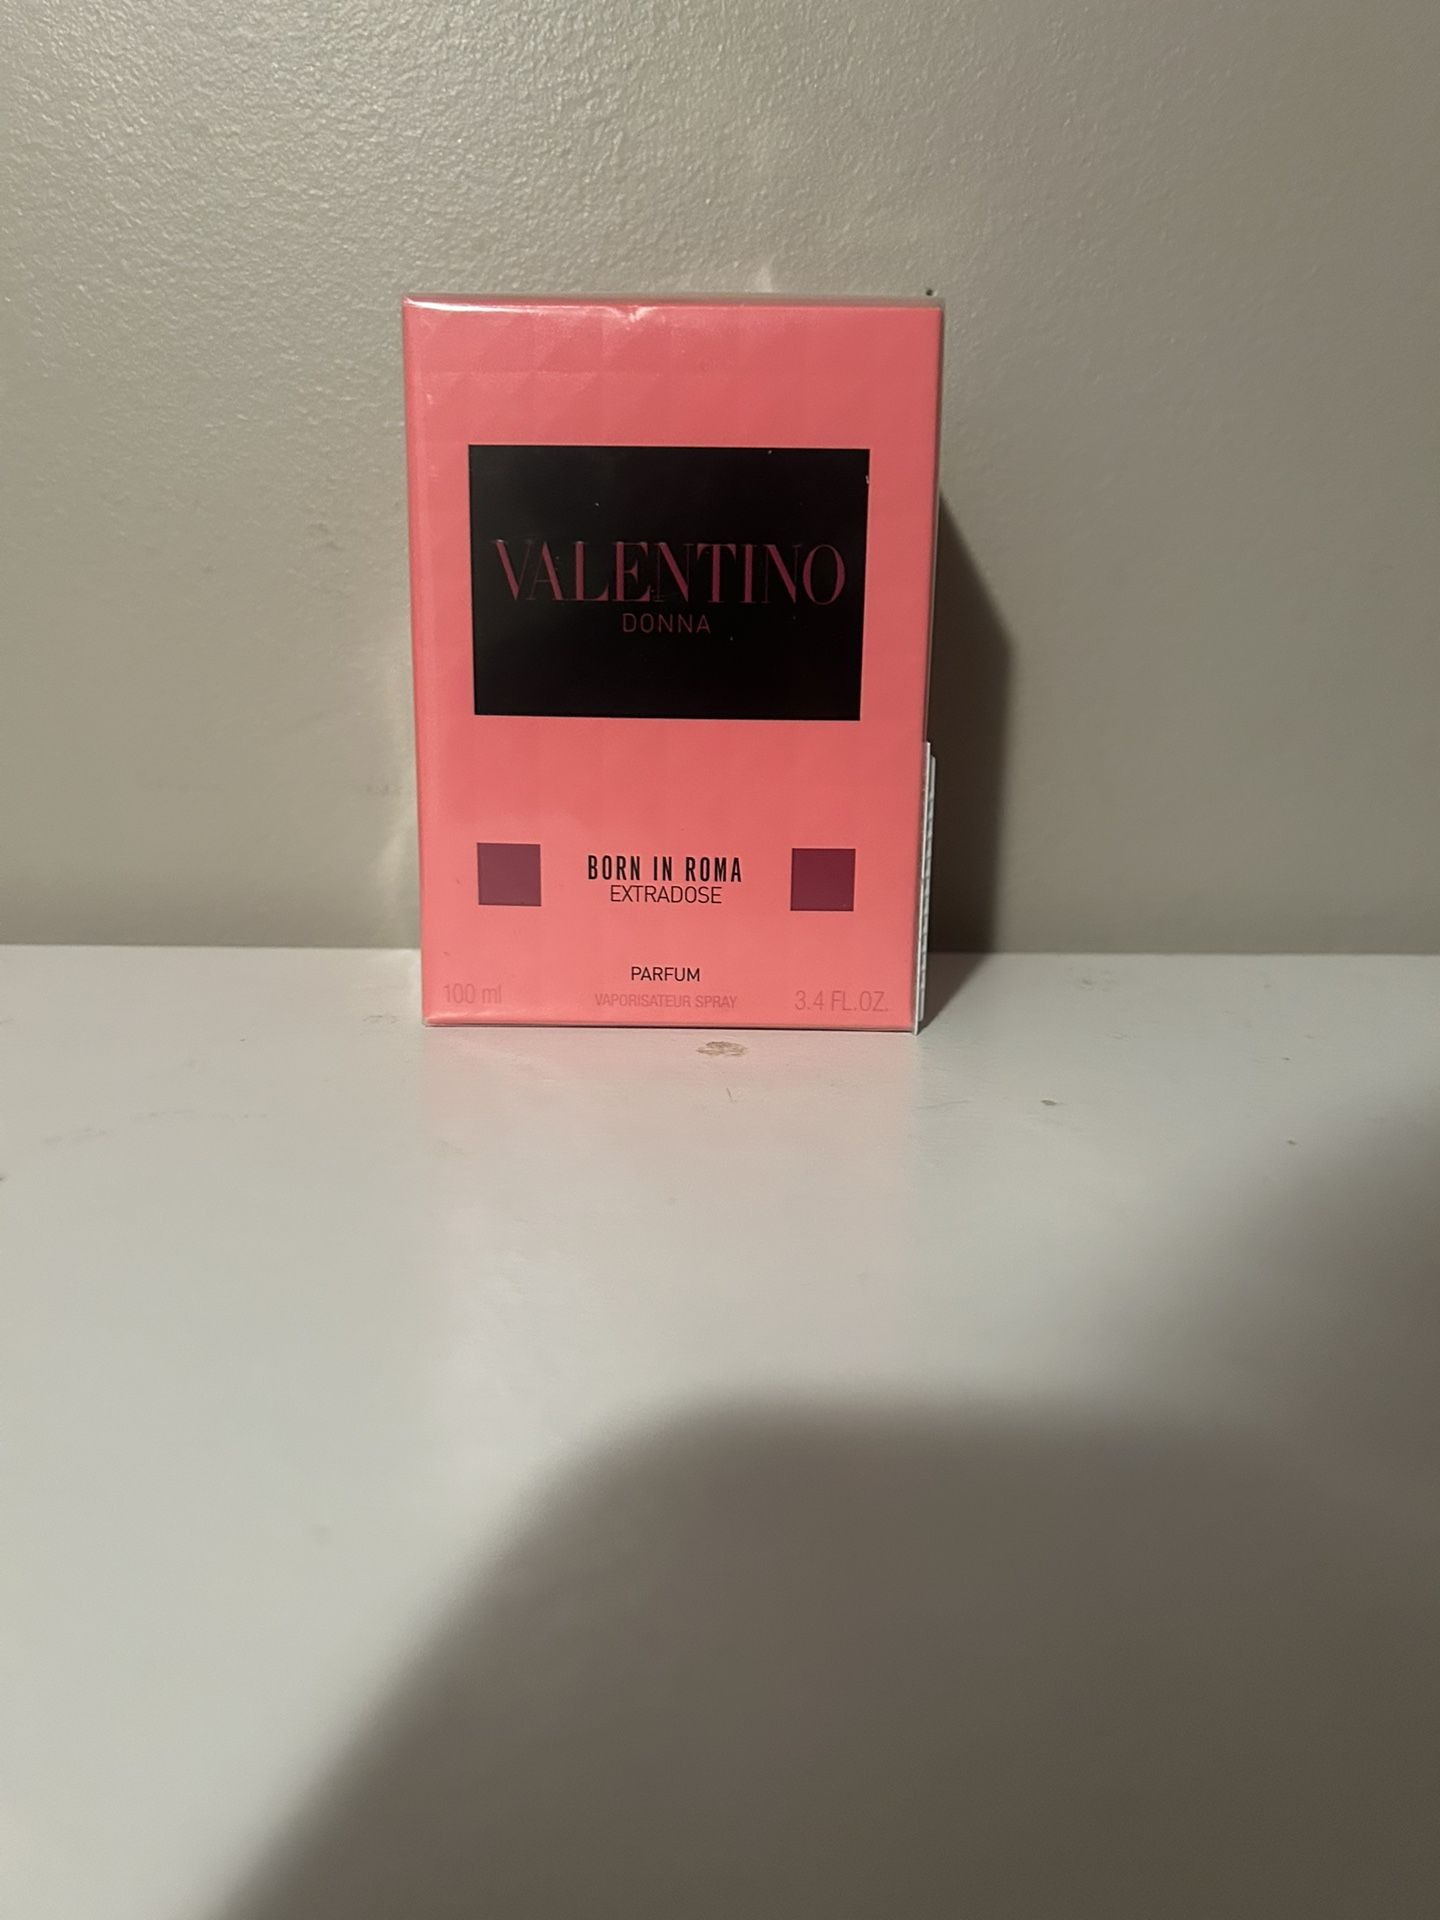 VALENTINO
DONNA
BORN IN ROMA
EXTRADOSE
PARFUM
100 ml VAPORISATEUR SPRAY 3.4 FL.OZ.